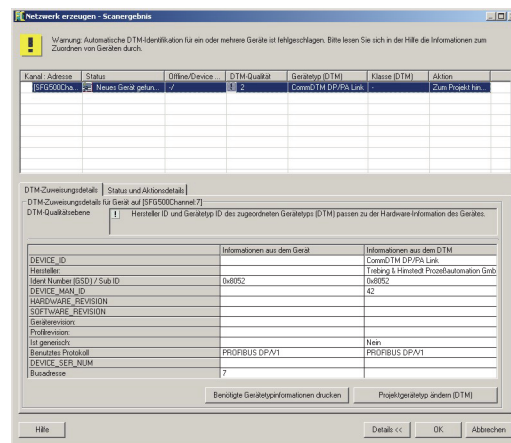 Netzwerk erzeugen - Scanergebnis
Warnung: Automatische DTM-Identifikation für ein oder mehrere Geräte ist fehlgeschlagen. Bitte lesen Sie sich in der Hilfe die Informationen zum
Zuordnen von Geräten durch.
Kanal : Adresse Status Offline/Device ... DTM-Qualität Gerätetyp (DTM) Klasse (DTM) Aktion
[SFG500Cha... Neues Gerät gefun... -/ ! 2 CommDTM DP/PA Link - Zum Projekt hin...
DTM-Zuweisungsdetails Status und Aktionsdetails
DTM-Zuweisungsdetails für Gerät auf [SFG500Channel:7]
DTM-Qualitätsebene ! Hersteller ID und Gerätetyp ID des zugeordneten Gerätetyps (DTM) passen zu der Hardware-Information des Gerätes.
Informationen aus dem Gerät Informationen aus dem DTM
DEVICE_ID CommDTM DP/PA Link
Hersteller: Trebing & Himstedt Prozeßautomation Gmb
Ident Number (GSD) / Sub ID 0x8052 0x8052
DEVICE_MAN_ID 42
HARDWARE_REVISION
SOFTWARE_REVISION
Geräterevision:
Profilrevision:
Ist generisch: Nein
Benutztes Protokoll PROFIBUS DP/V1 PROFIBUS DP/V1
DEVICE_SER_NUM
Busadresse 7
Benötigte Gerätetypinformationen drucken Projektgerätetyp ändern (DTM)
Hilfe Details << OK Abbrechen